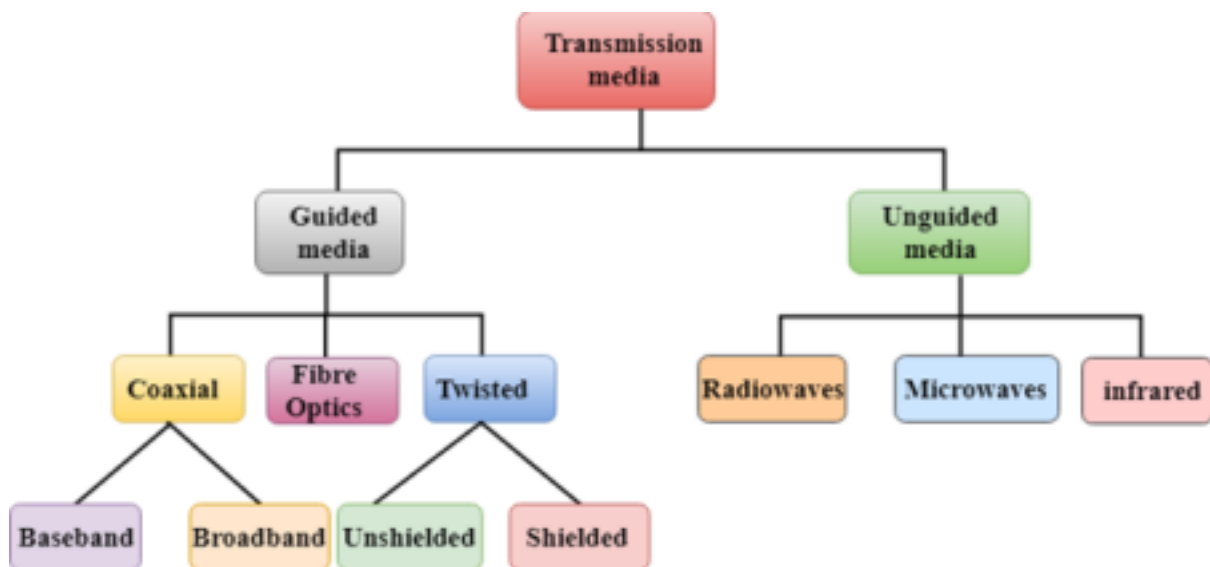 Transmission
media
Guided
media
Unguided
media
Coaxial
Fibre
Optics
Twisted
Radiowaves
Microwaves
infrared
Baseband
Broadband
Unshielded
Shielded